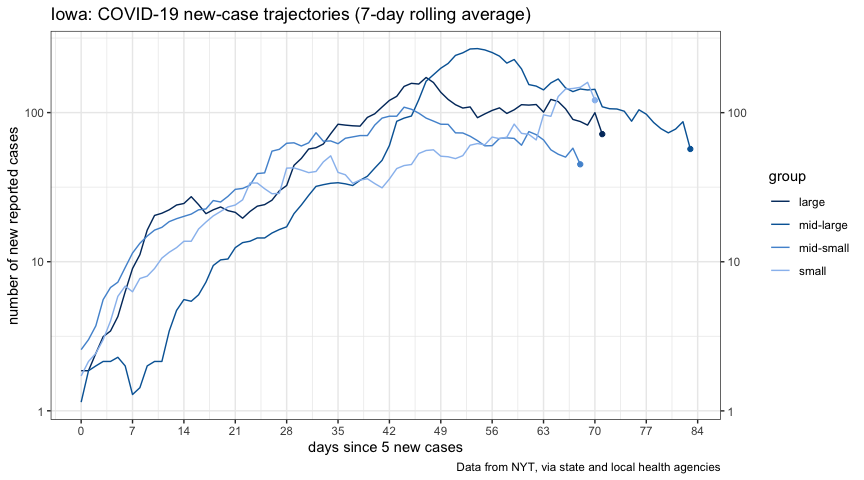 Iowa: COVID-19 new-case trajectories (7-day rolling average)
number of new reported cases
100
10
1
100
10
1
0 7 14 21 28 35 42 49 56 63 70 77 84
days since 5 new cases
group
large
mid-large
mid-small
small
Data from NYT, via state and local health agencies